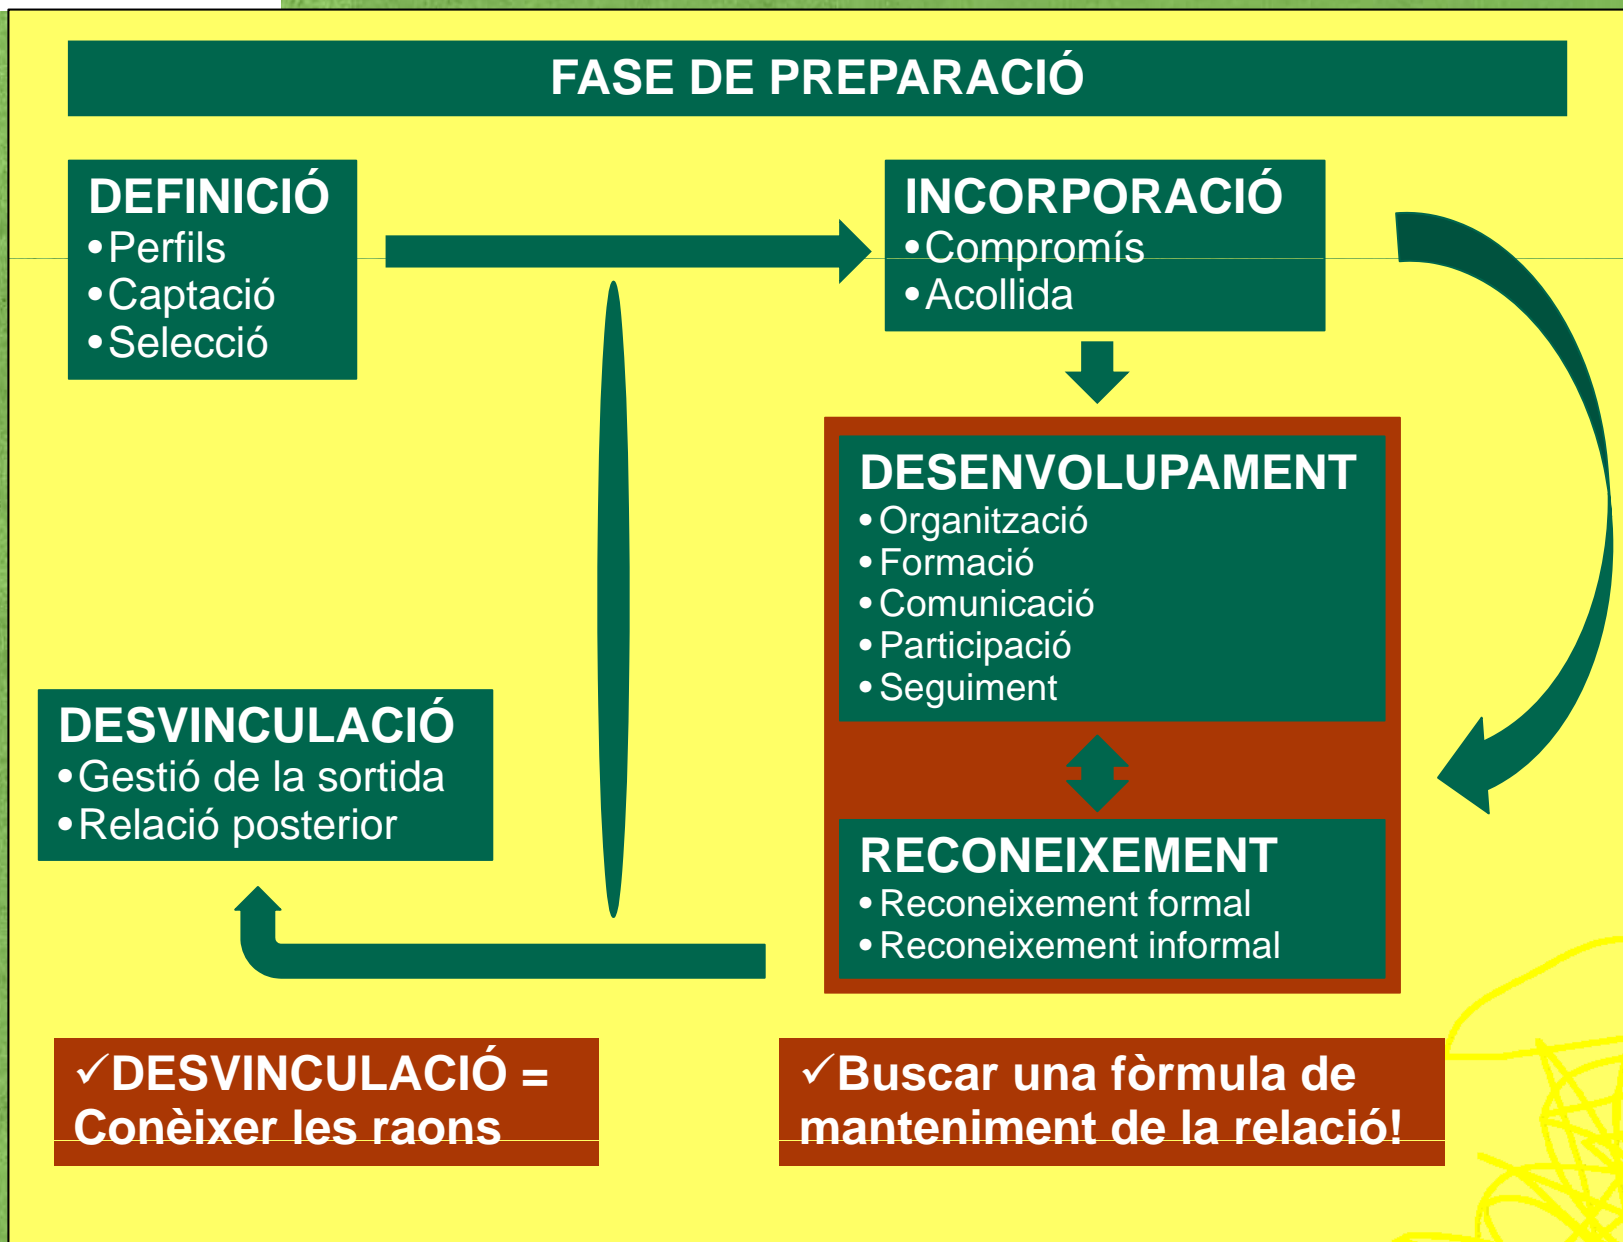 FASE DE PREPARACIÓ
DEFINICIÓ
•Perfils
•Captació
•Selecció
INCORPORACIÓ
•Compromís
•Acollida
DESENVOLUPAMENT
•Organització
•Formació
•Comunicació
•Participació
•Seguiment
DESVINCULACIÓ
•Gestió de la sortida
•Relació posterior
RECONEIXEMENT
•Reconeixement formal
•Reconeixement informal
✓DESVINCULACIÓ =
Conèixer les raons
✓Buscar una fòrmula de
manteniment de la relació!